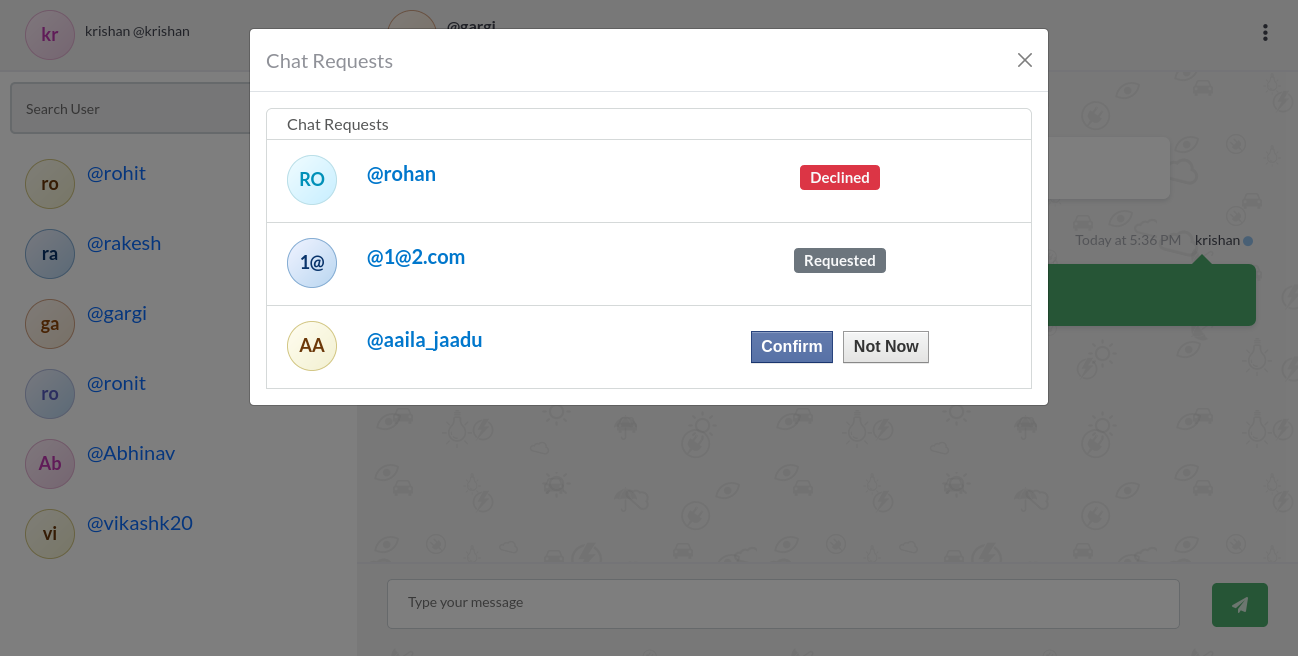 kr
krishan @krishan
@gargi
Search User
ro @rohit
ra @rakesh
ga @gargi
ro @ronit
Ab @Abhinav
vi @vikashk20
Chat Requests
Chat Requests
RO @rohan Declined
1@ @1@2.com Requested
AA @aaila_jaadu Confirm Not Now
Today at 5:36 PM krishan
Type your message